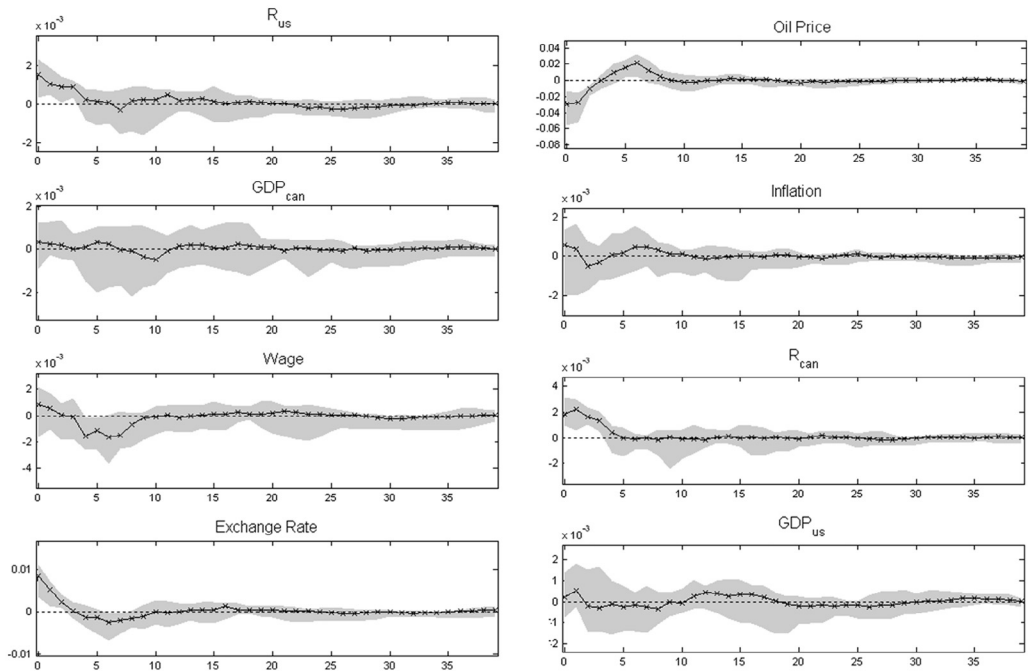 R_us
x 10^-3
2
0
-2
0 5 10 15 20 25 30 35
Oil Price
0.04
0.02
0
-0.02
-0.04
-0.06
-0.08
0 5 10 15 20 25 30 35
GDP_can
x 10^-3
2
0
-2
0 5 10 15 20 25 30 35
Inflation
x 10^-3
2
0
-2
0 5 10 15 20 25 30 35
Wage
x 10^-3
2
0
-2
-4
0 5 10 15 20 25 30 35
R_can
x 10^-3
4
2
0
-2
0 5 10 15 20 25 30 35
Exchange Rate
0.01
0
-0.01
0 5 10 15 20 25 30 35
GDP_us
x 10^-3
2
1
0
-1
-2
0 5 10 15 20 25 30 35